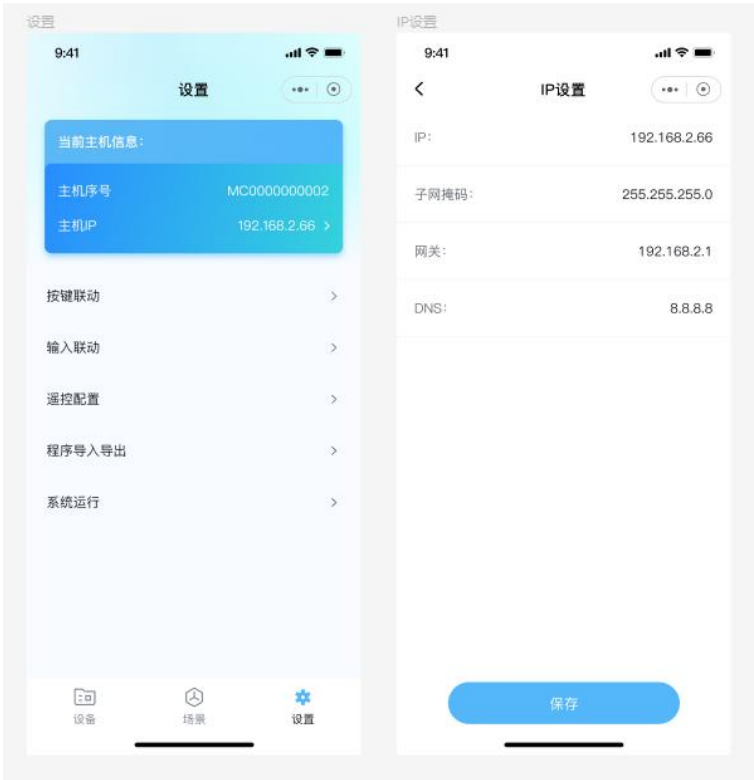 设置
9:41
设置
当前主机信息:
主机序号 MC0000000002
主机IP 192.168.2.66 >
按键联动 >
输入联动 >
遥控配置 >
程序导入导出 >
系统运行 >
设备 场景 设置
IP设置
9:41
< IP设置
IP: 192.168.2.66
子网掩码: 255.255.255.0
网关: 192.168.2.1
DNS: 8.8.8.8
保存